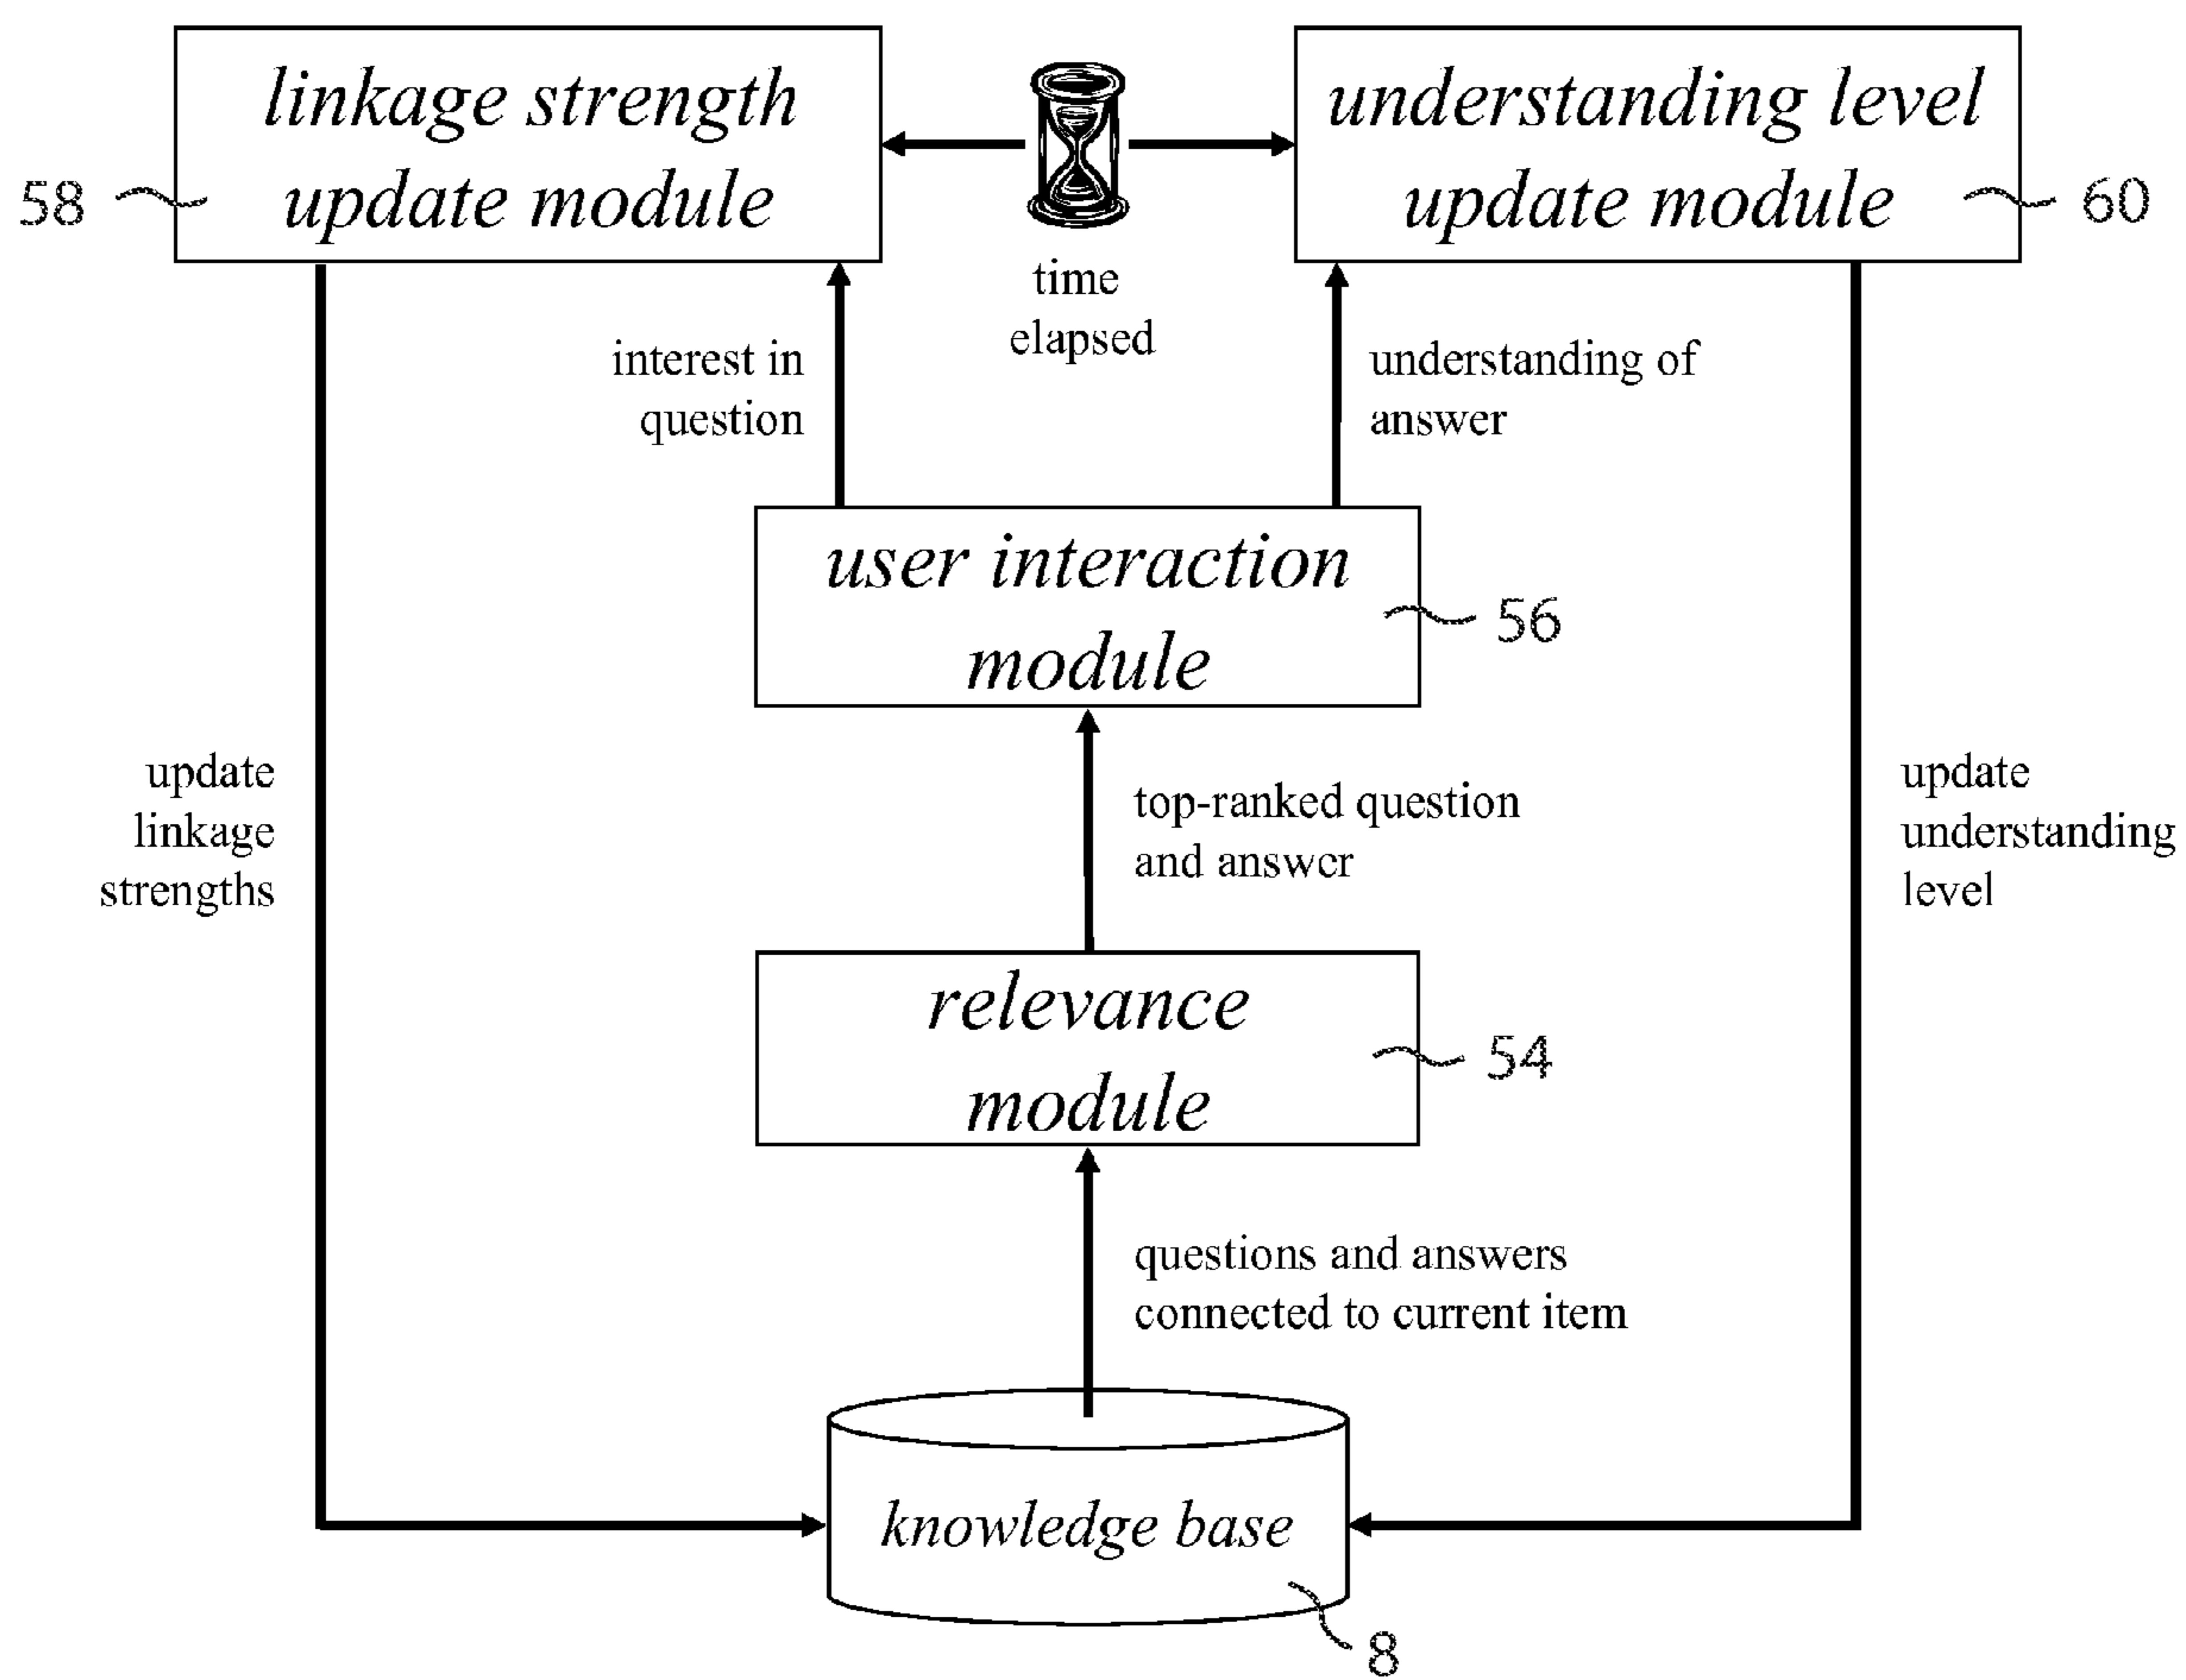 linkage strength
update module
58
understanding level
update module
60
time
elapsed
interest in
question
understanding of
answer
user interaction
module
56
update
linkage
strengths
top-ranked question
and answer
update
understanding
level
relevance
module
54
questions and answers
connected to current item
knowledge base
8